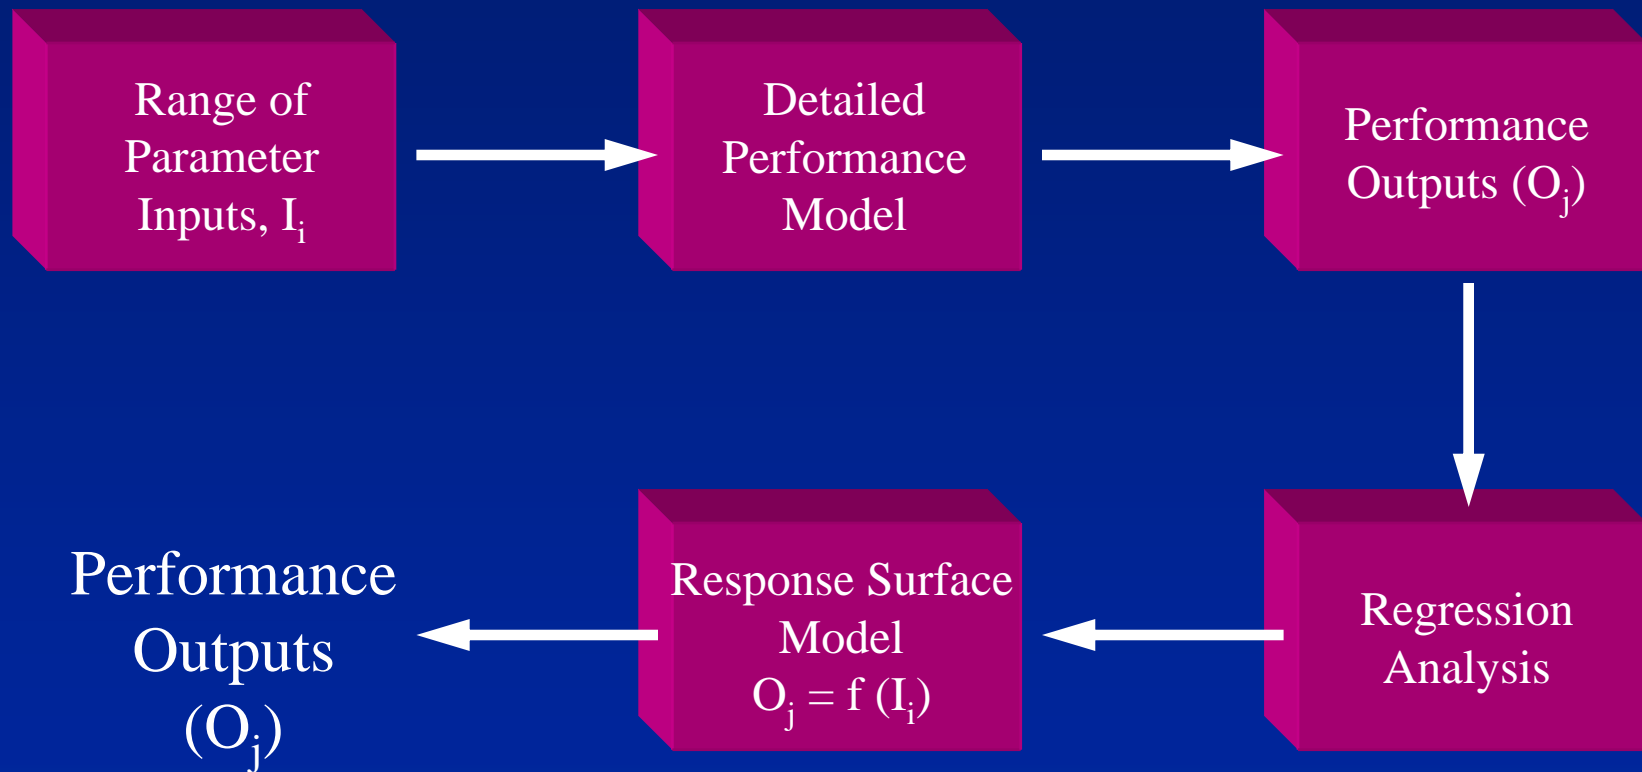 Range of
Parameter
Inputs, Iᵢ
Detailed
Performance
Model
Performance
Outputs (Oⱼ)
Regression
Analysis
Response Surface
Model
Oⱼ = f (Iᵢ)
Performance
Outputs
(Oⱼ)